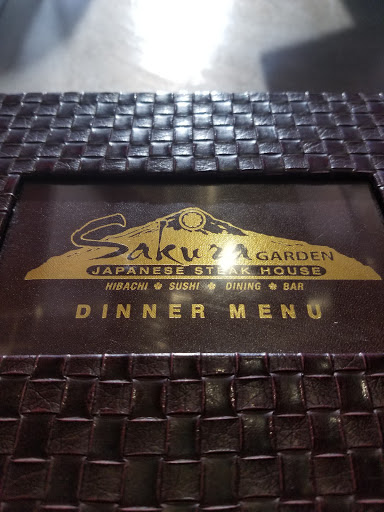 Sakura GARDEN
JAPANESE STEAK HOUSE
HIBACHI SUSHI DINING BAR
DINNER MENU